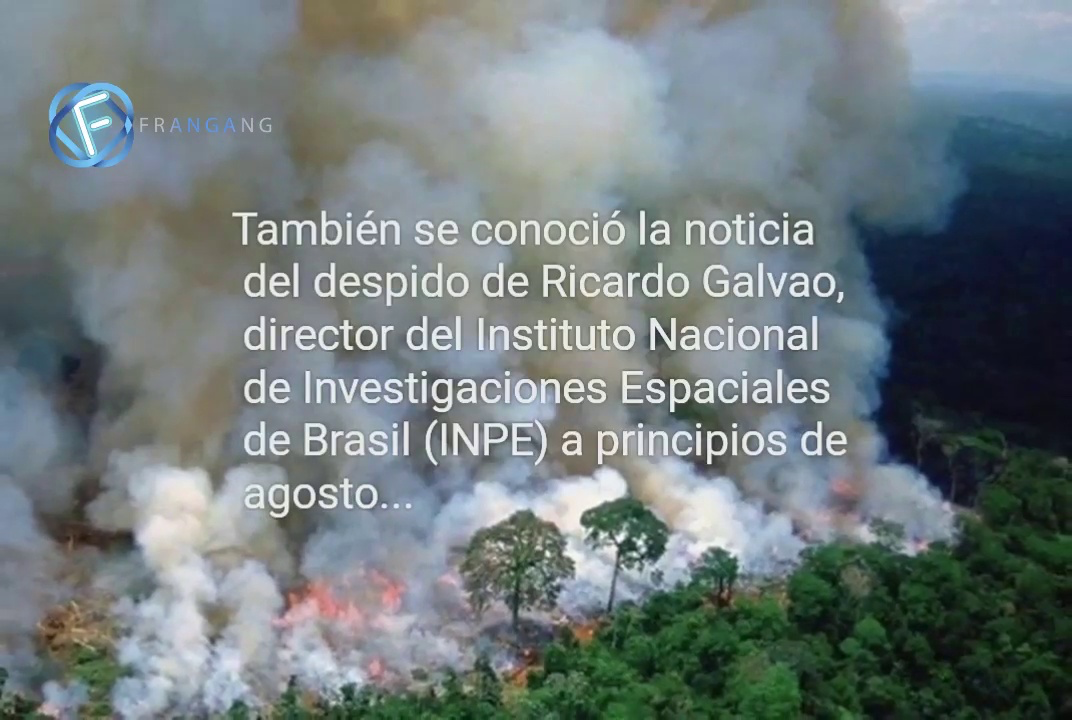 FRANGANG
También se conoció la noticia
del despido de Ricardo Galvao,
director del Instituto Nacional
de Investigaciones Espaciales
de Brasil (INPE) a principios de
agosto...